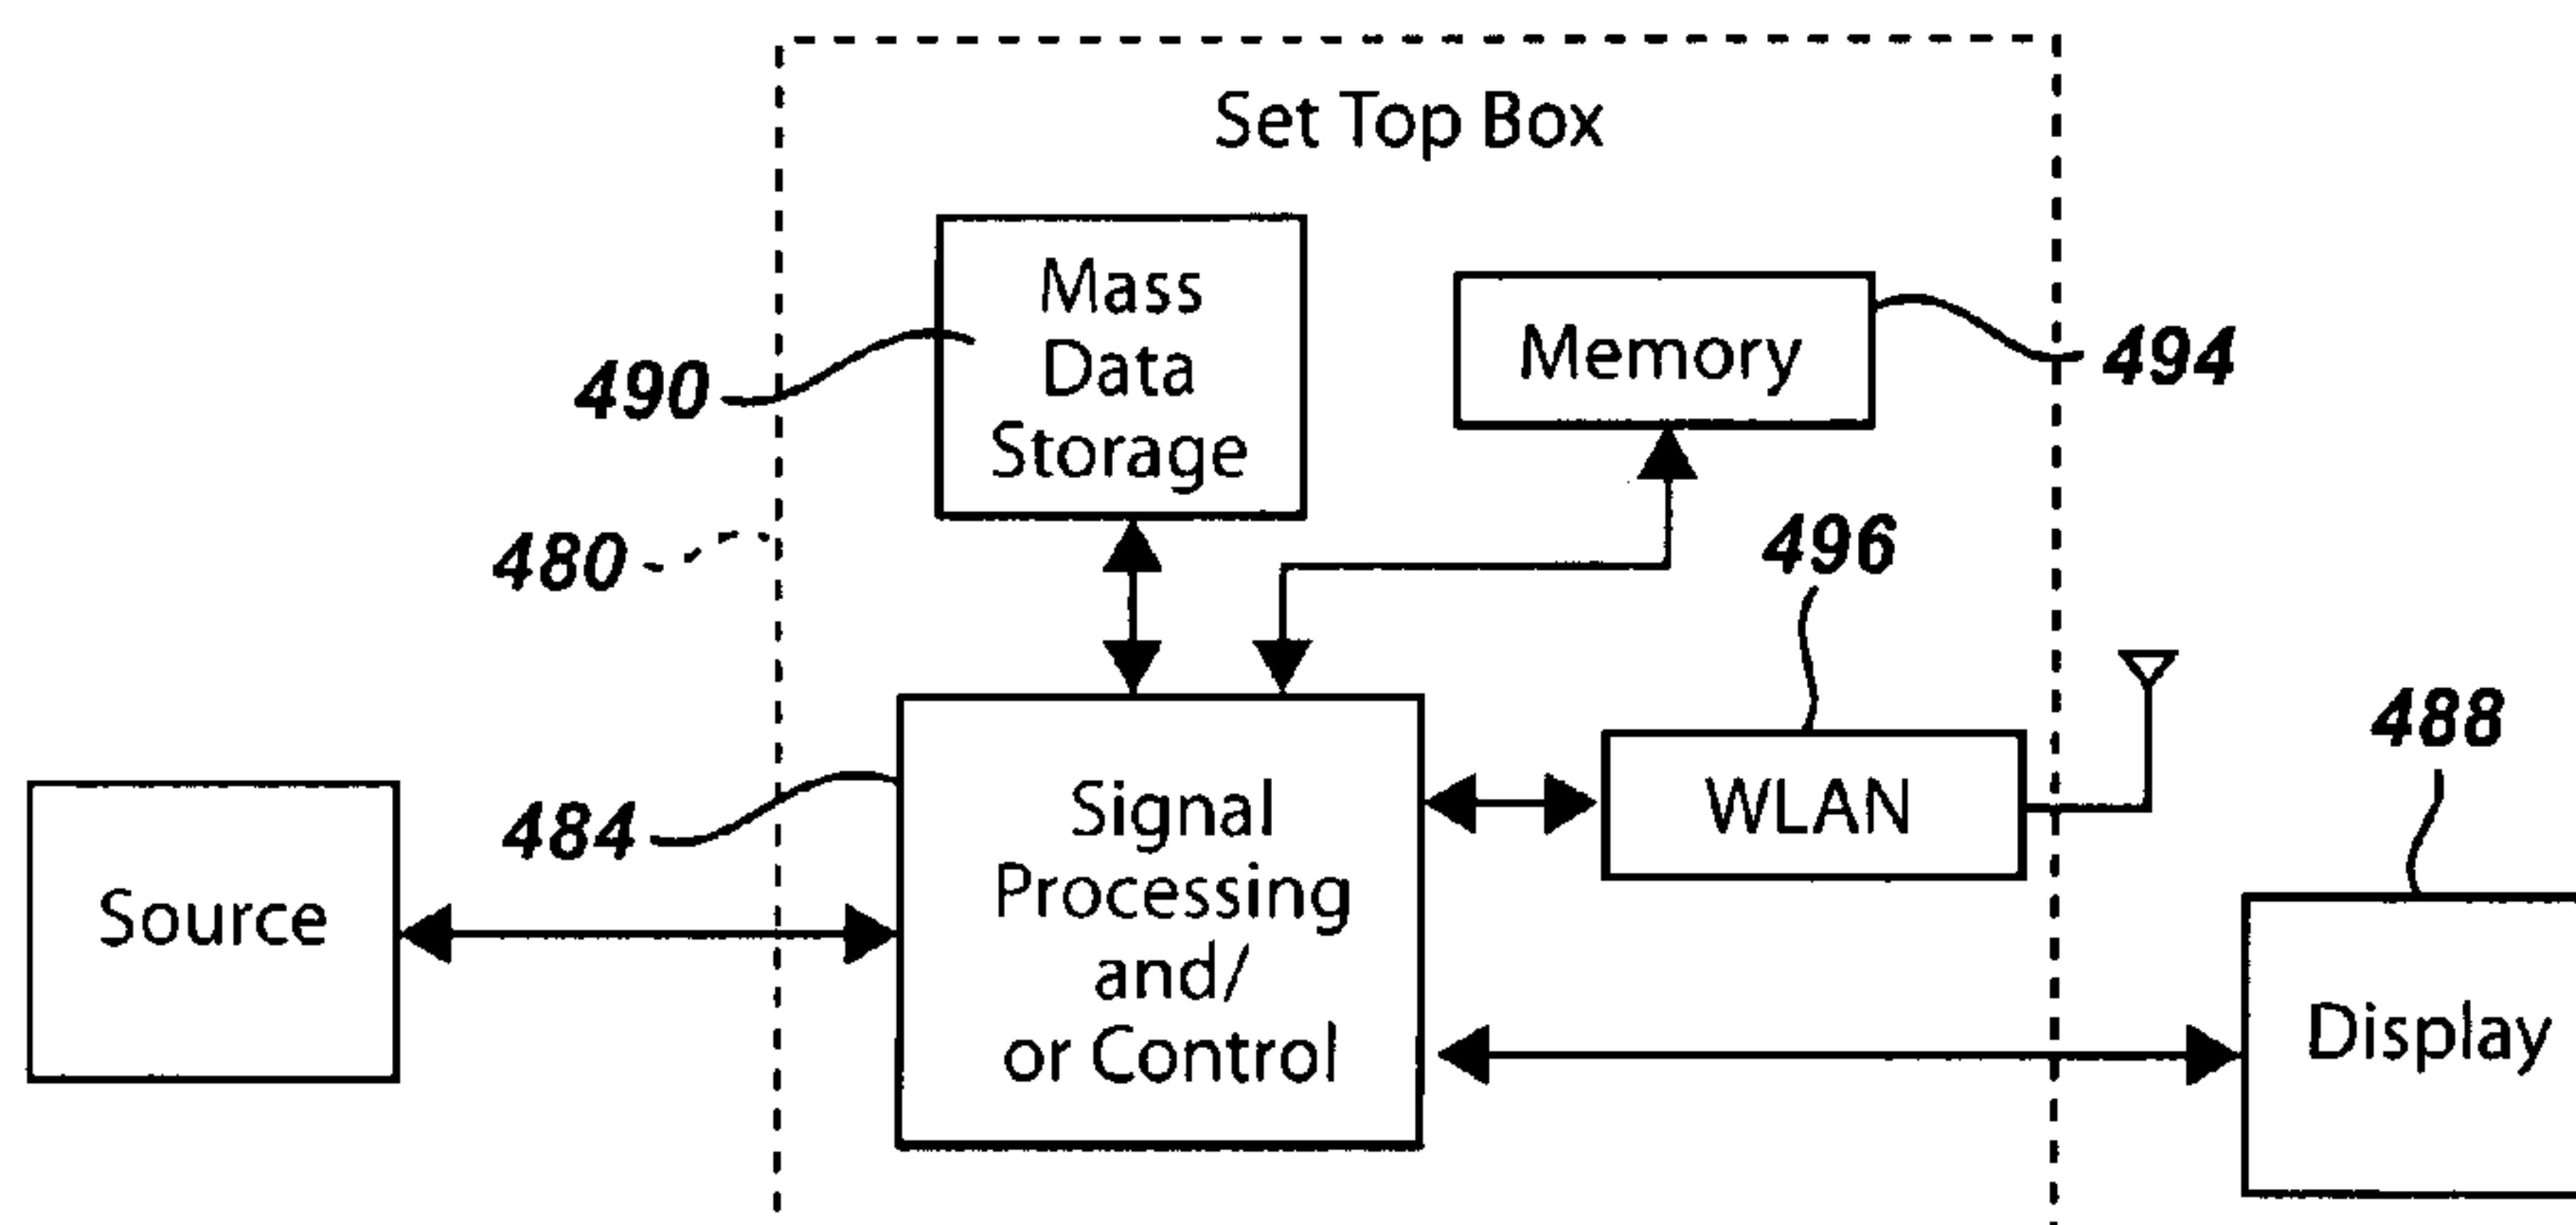 Set Top Box
Mass
Data
Storage
490
Memory
494
480
496
488
484
Signal
Processing
and/
or Control
WLAN
Source
Display